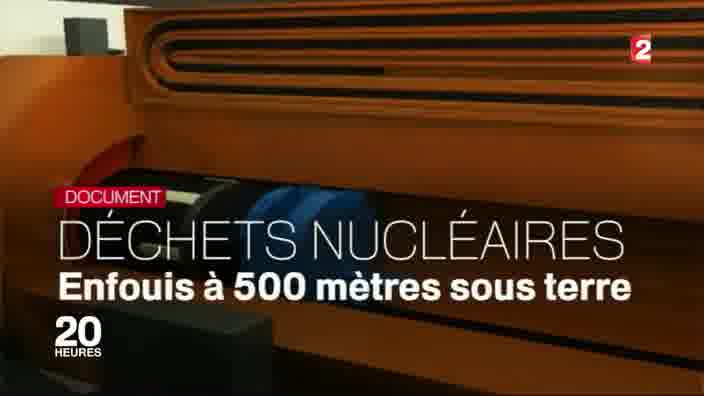 2
DOCUMENT
DÉCHETS NUCLÉAIRES
Enfouis à 500 mètres sous terre
20
HEURES